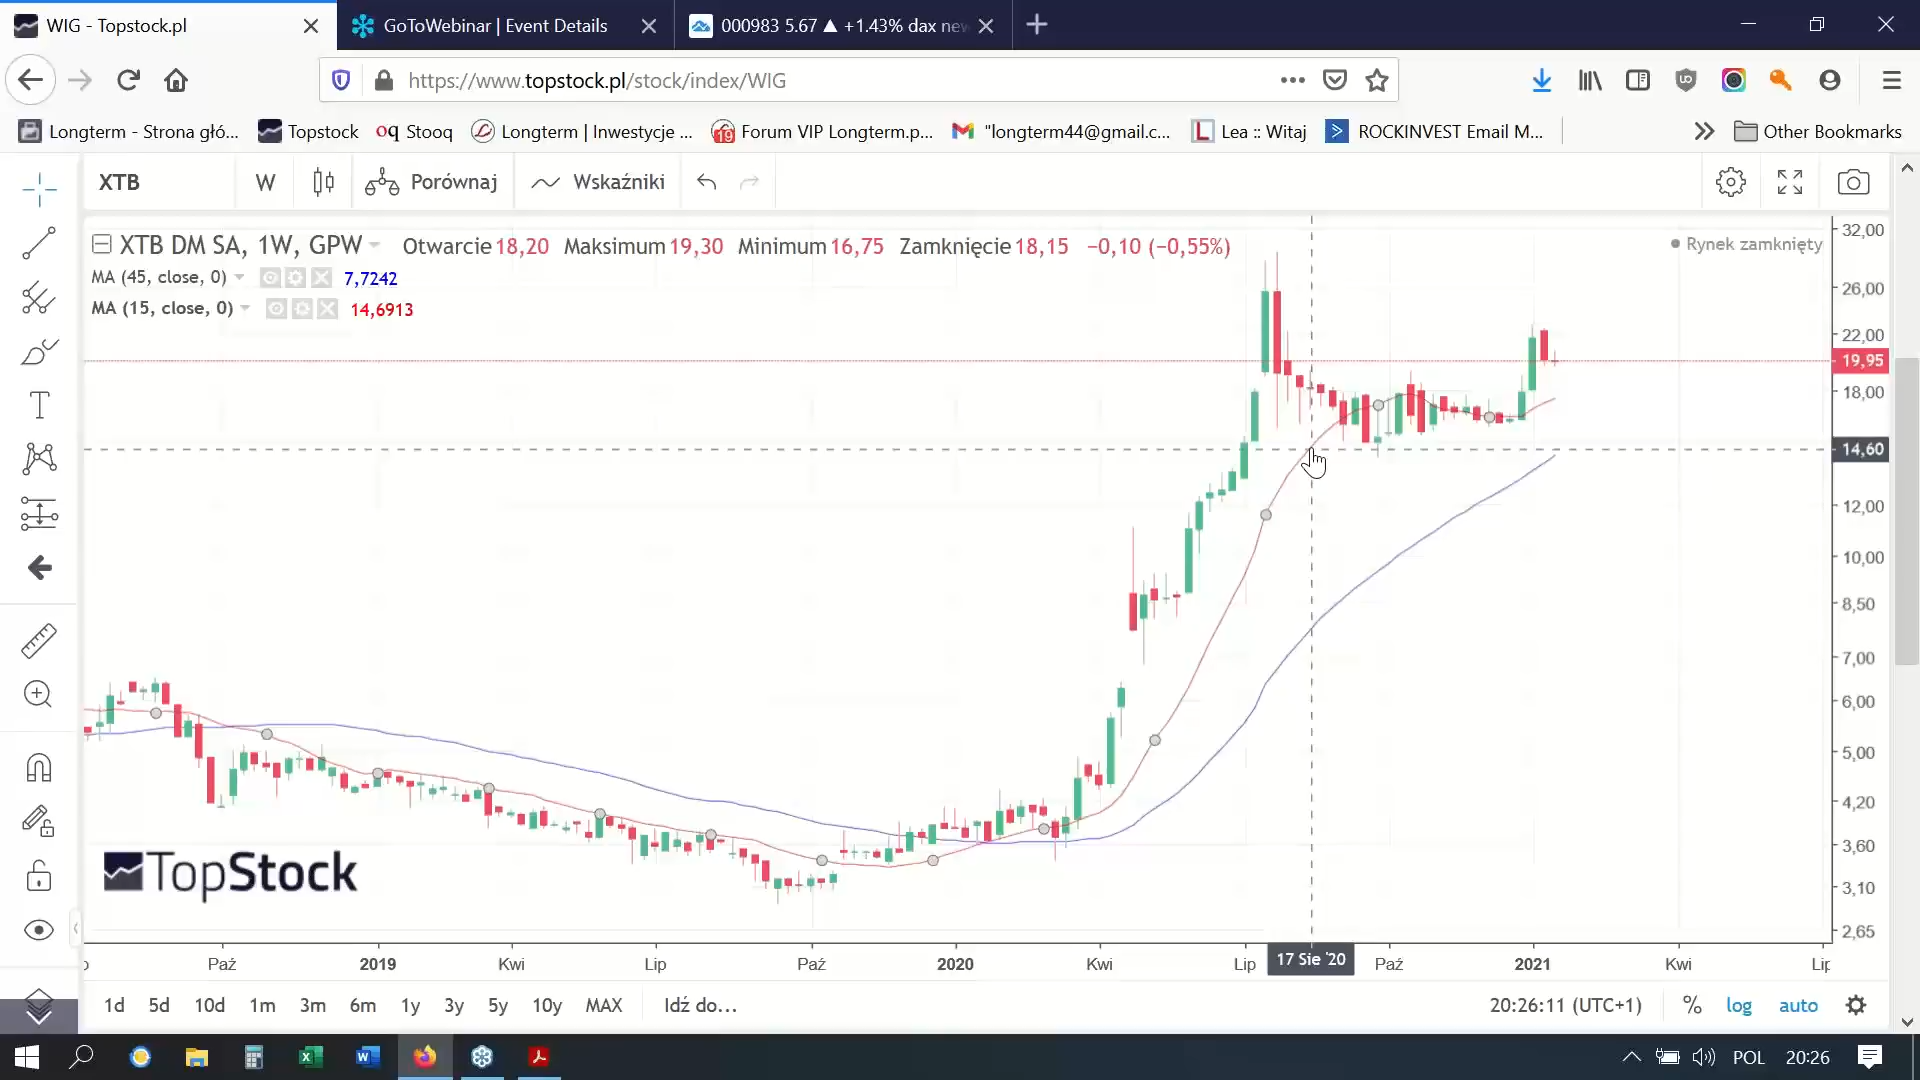 WIG - Topstock.pl
GoToWebinar | Event Details
000983 5.67 ▲ +1.43% dax
https://www.topstock.pl/stock/index/WIG
Longterm - Strona głó...
Topstock
oq Stooq
Longterm | Inwestycje ...
19
Forum VIP Longterm.p...
"longterm44@gmail.c...
Lea :: Witaj
ROCKINVEST Email M...
Other Bookmarks
XTB
W
Porównaj
Wskaźniki
XTB DM SA, 1W, GPW
Otwarcie 18,20 Maksimum 19,30 Minimum 16,75 Zamknięcie 18,15 −0,10 (−0,55%)
Rynek zamknięty
MA (45, close, 0) 7,7242
MA (15, close, 0) 14,6913
32,00
26,00
22,00
19,95
18,00
14,60
12,00
10,00
8,50
7,00
6,00
5,00
4,20
3,60
3,10
2,65
TopStock
Paź
2019
Kwi
Lip
Paź
2020
Kwi
Lip
17 Sie '20
Paź
2021
Kwi
1d 5d 10d 1m 3m 6m 1y 3y 5y 10y MAX Idź do...
20:26:11 (UTC+1) % log auto
POL 20:26